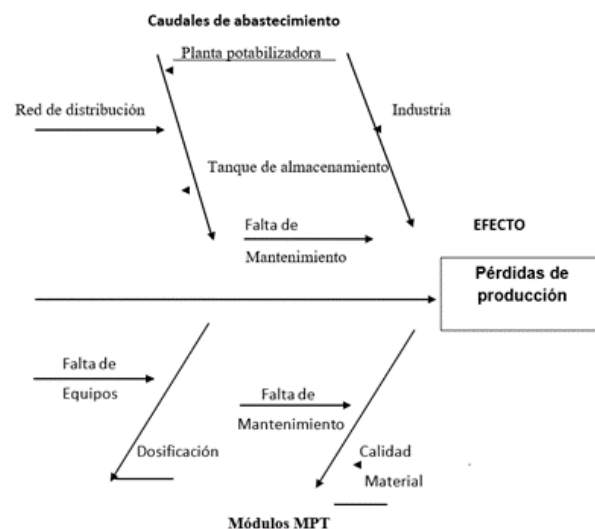 Caudales de abastecimiento
Planta potabilizadora
Red de distribución
Industria
Tanque de almacenamiento
Falta de
Mantenimiento
EFECTO
Pérdidas de
producción
Falta de
Equipos
Falta de
Mantenimiento
Dosificación
Calidad
Material
Módulos MPT